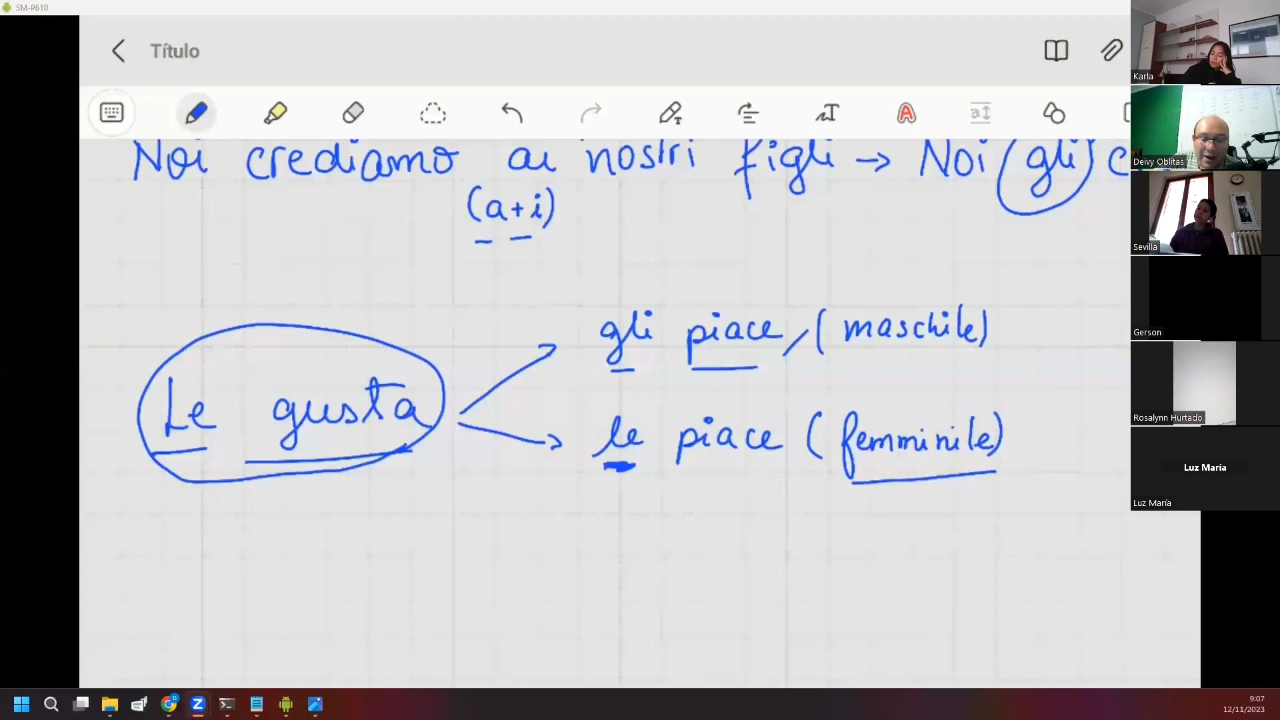 SM-P610
Título
Noi crediamo ai nostri figli → Noi (gli) c
(a+i)
gli piace (maschile)
Le gusta
le piace (femminile)
Karla
Deivy Oblitas
Sevilla
Gerson
Rosalynn Hurtado
Luz María
Luz María
9:07
12/11/2023